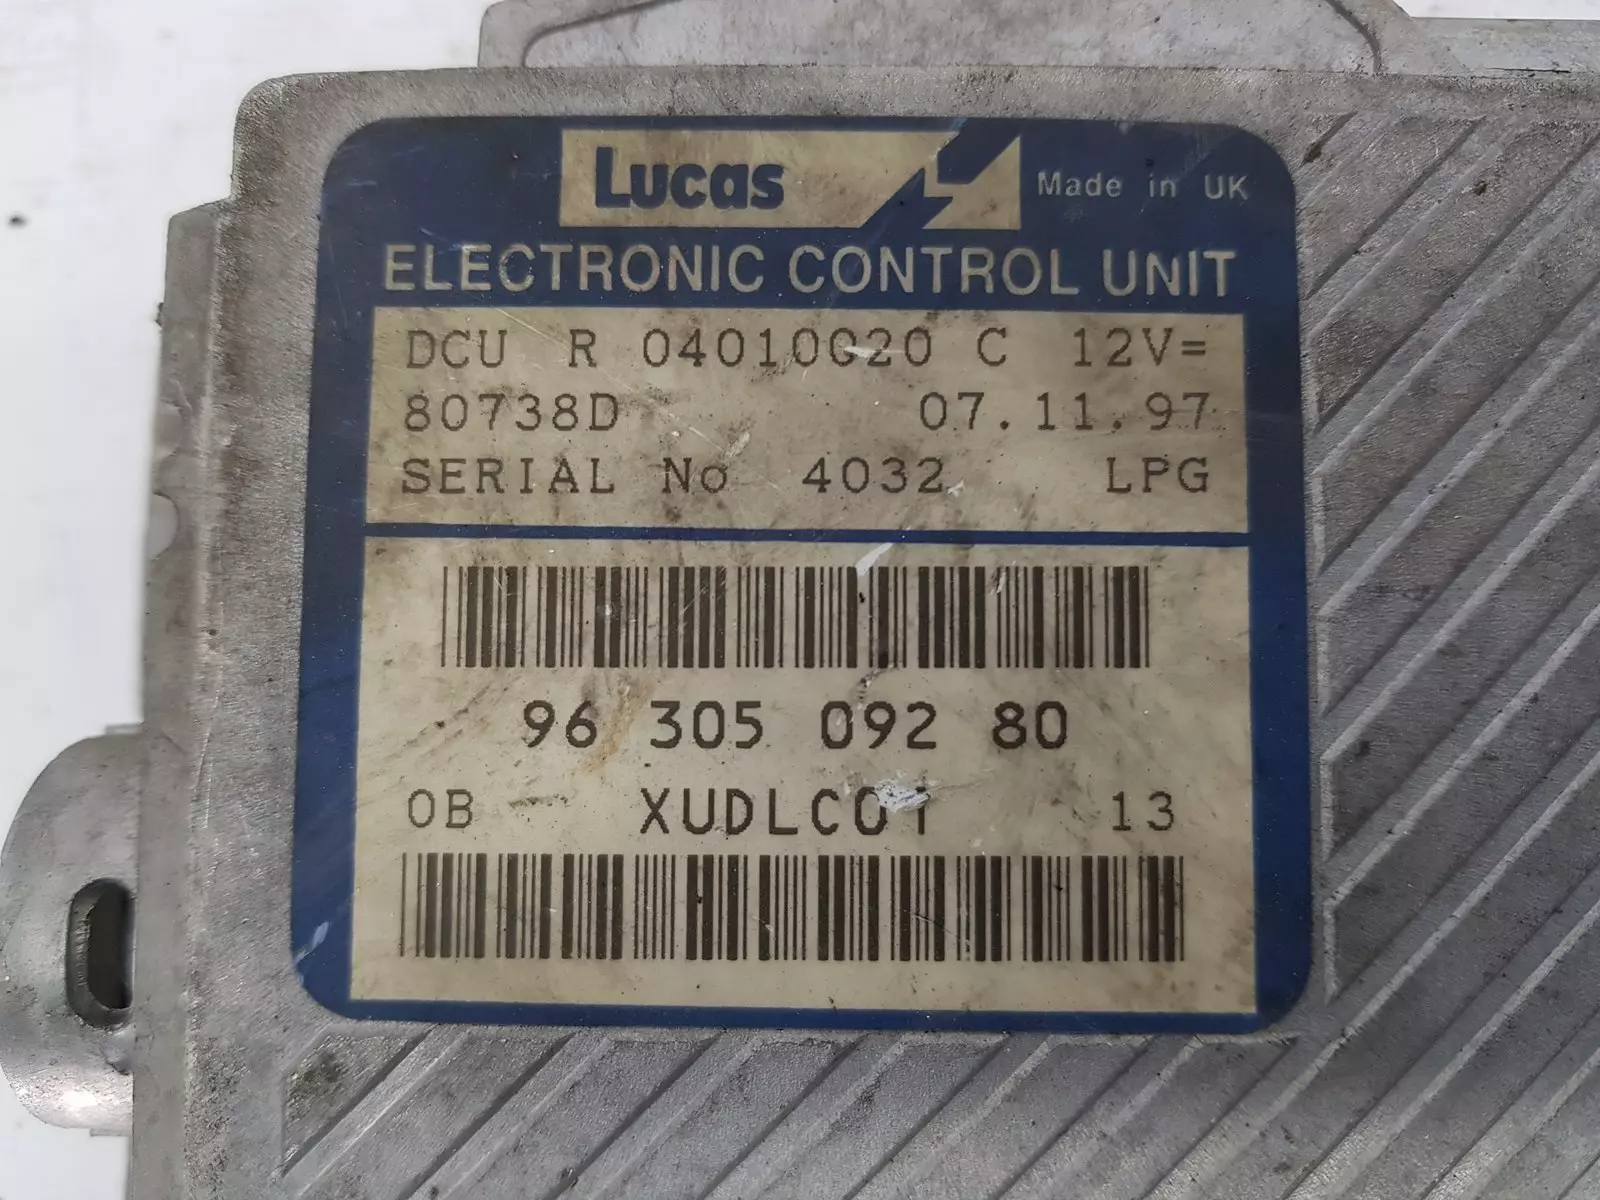 Lucas Made in UK
ELECTRONIC CONTROL UNIT
DCU R 04010G20 C 12V=
80738D 07.11.97
SERIAL No 4032 LPG
96 305 092 80
0B XUDLC01 13